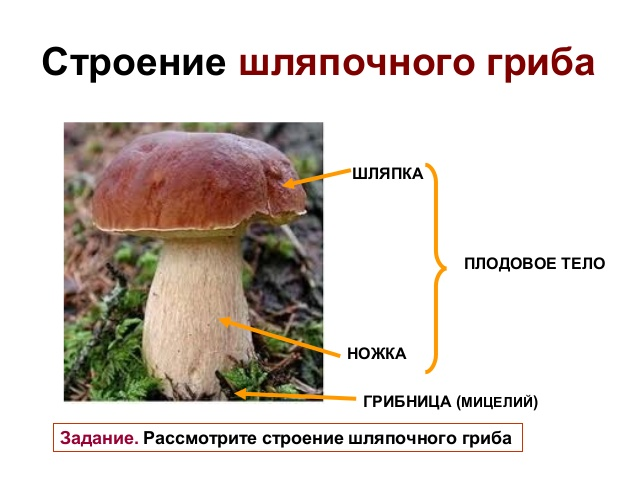 Строение шляпочного гриба
ШЛЯПКА
ПЛОДОВОЕ ТЕЛО
НОЖКА
ГРИБНИЦА (МИЦЕЛИЙ)
Задание. Рассмотрите строение шляпочного гриба